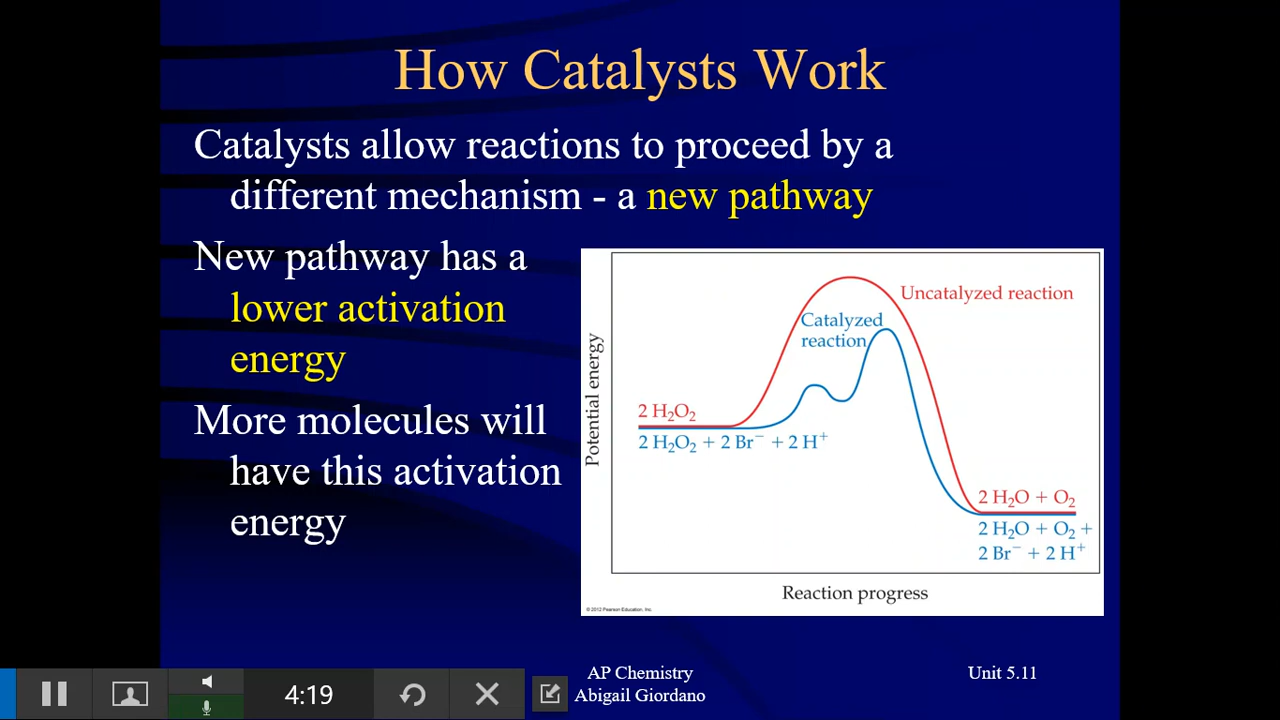 How Catalysts Work
Catalysts allow reactions to proceed by a
different mechanism - a new pathway
New pathway has a
lower activation
energy
More molecules will
have this activation
energy
Potential energy
Uncatalyzed reaction
Catalyzed
reaction
2 H₂O₂
2 H₂O₂ + 2 Br⁻ + 2 H⁺
2 H₂O + O₂
2 H₂O + O₂ +
2 Br⁻ + 2 H⁺
Reaction progress
© 2012 Pearson Education, Inc.
4:19
AP Chemistry
Abigail Giordano
Unit 5.11